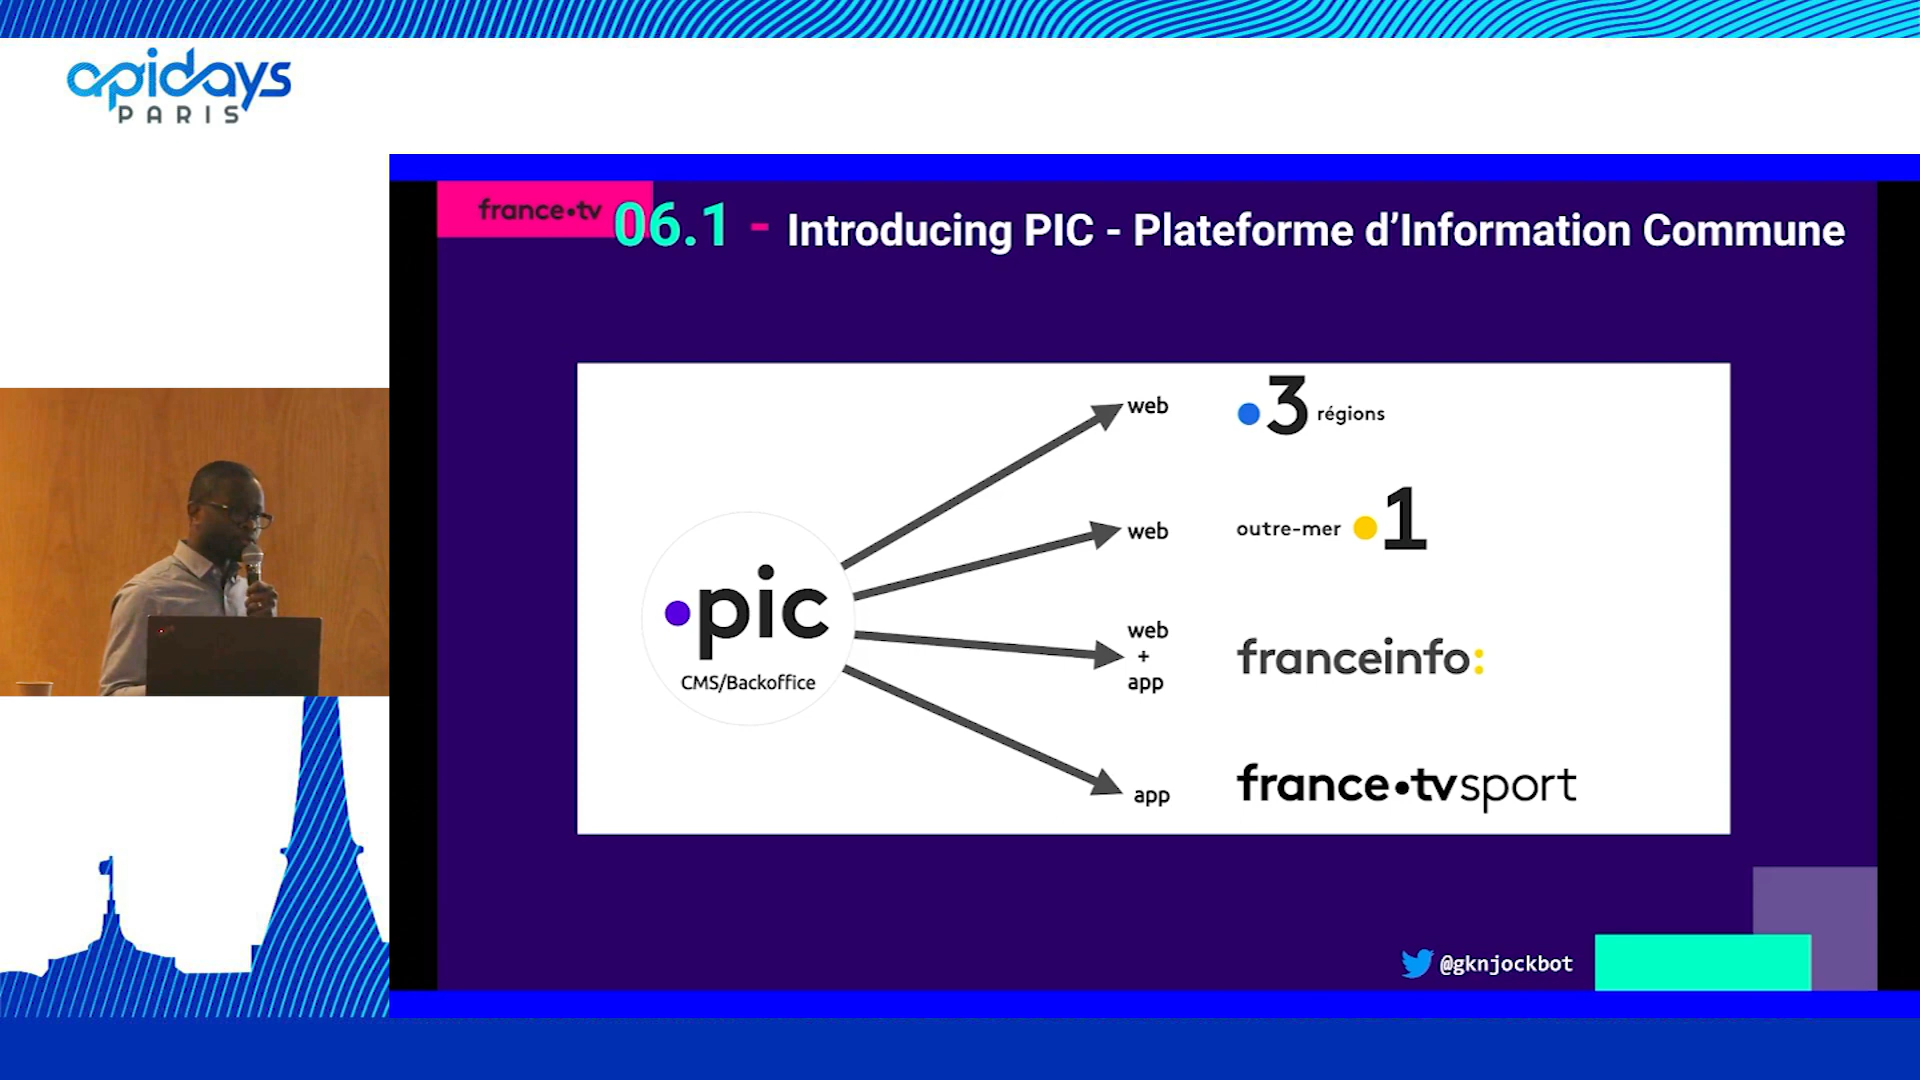 apidays
PARIS
france•tv
06.1 - Introducing PIC - Plateforme d’Information Commune
web
•3 régions
web
outre-mer •1
•pic
CMS/Backoffice
web
+
app
franceinfo:
app
france•tvsport
@gknjockbot